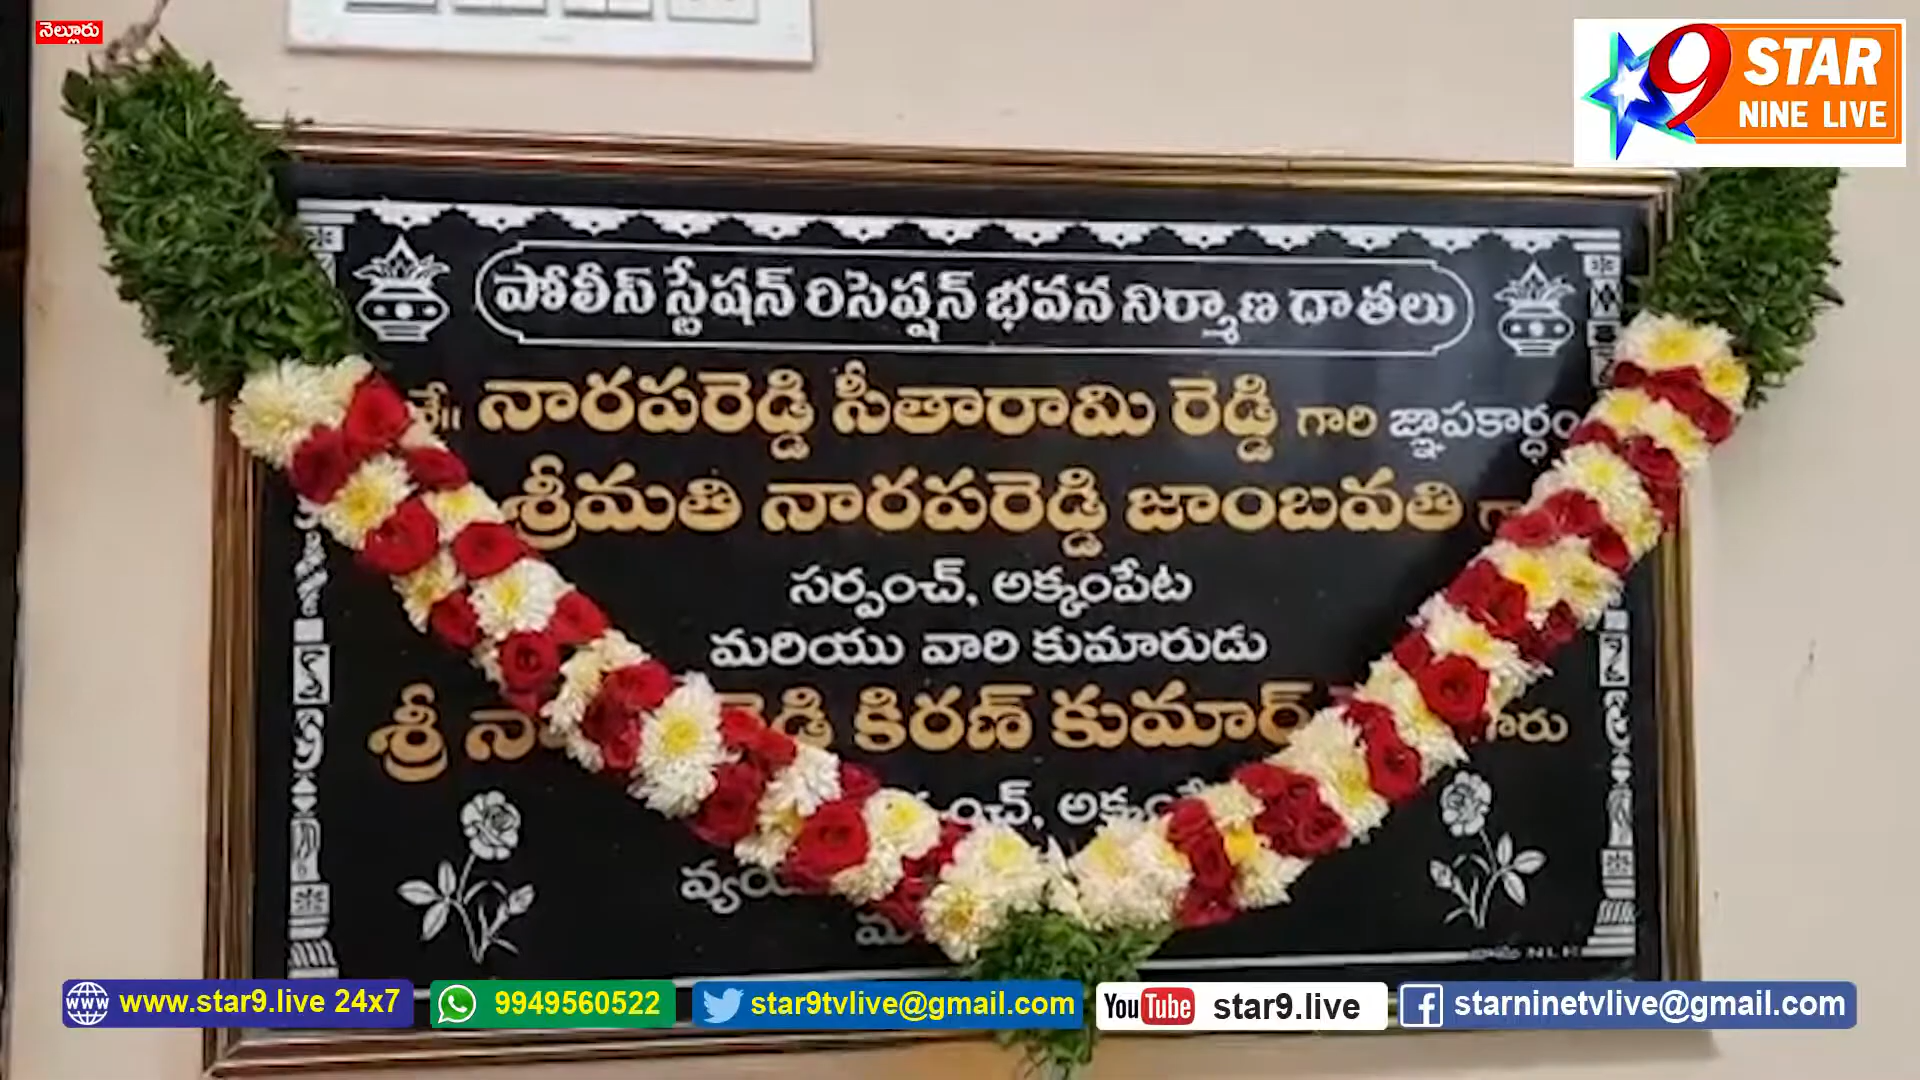 నెల్లూరు
9 STAR
NINE LIVE
పోలీస్ స్టేషన్ రిసెప్షన్ భవన నిర్మాణ దాతలు
నారపరెడ్డి సీతారామి రెడ్డి గారి జ్ఞాపకార్ధం
శ్రీమతి నారపరెడ్డి జాంబవతి
సర్పంచ్, అక్కంపేట
మరియు వారి కుమారుడు
శ్రీ కిరణ్ కుమార్
www.star9.live 24x7
9949560522
star9tvlive@gmail.com
YouTube star9.live
starninetvlive@gmail.com